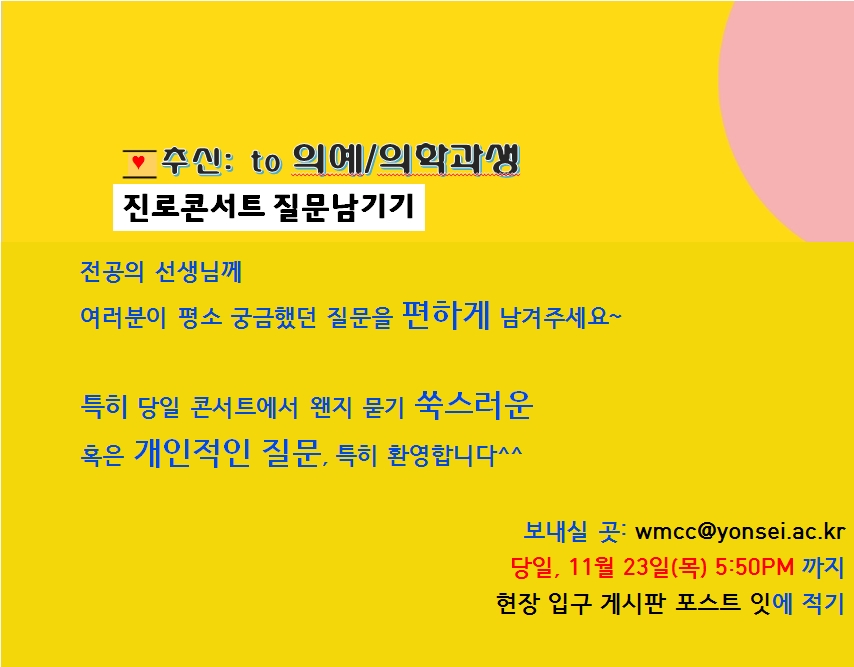 추신: to 의예/의학과생
진로콘서트 질문남기기
전공의 선생님께
여러분이 평소 궁금했던 질문을 편하게 남겨주세요~
특히 당일 콘서트에서 왠지 묻기 쑥스러운
혹은 개인적인 질문, 특히 환영합니다^^
보내실 곳: wmcc@yonsei.ac.kr
당일, 11월 23일(목) 5:50PM 까지
현장 입구 게시판 포스트 잇에 적기